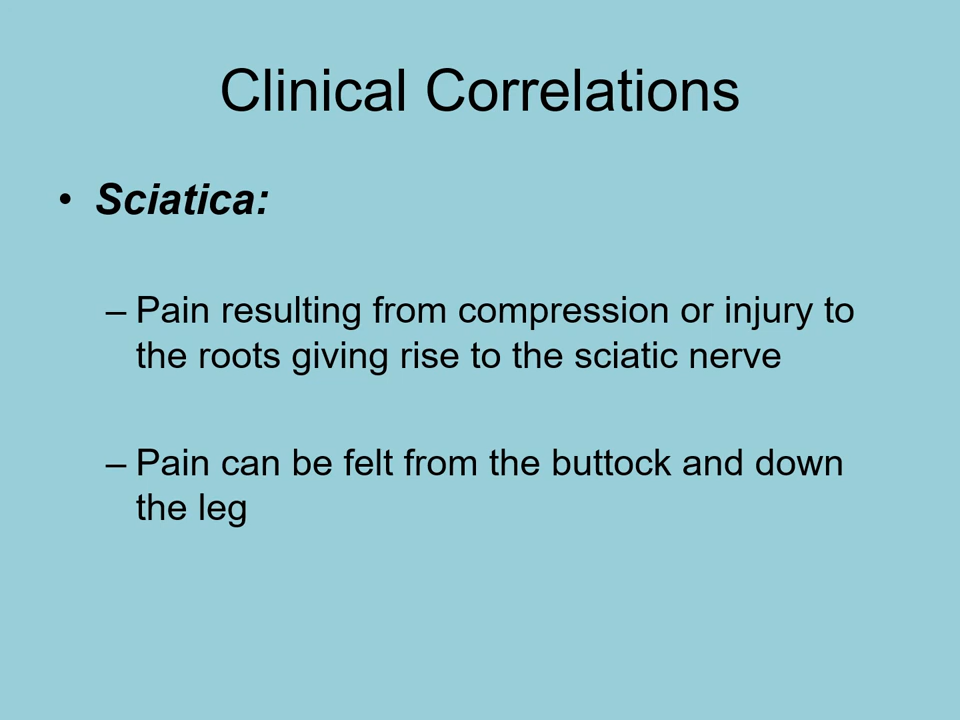 Clinical Correlations
• Sciatica:
– Pain resulting from compression or injury to
the roots giving rise to the sciatic nerve
– Pain can be felt from the buttock and down
the leg